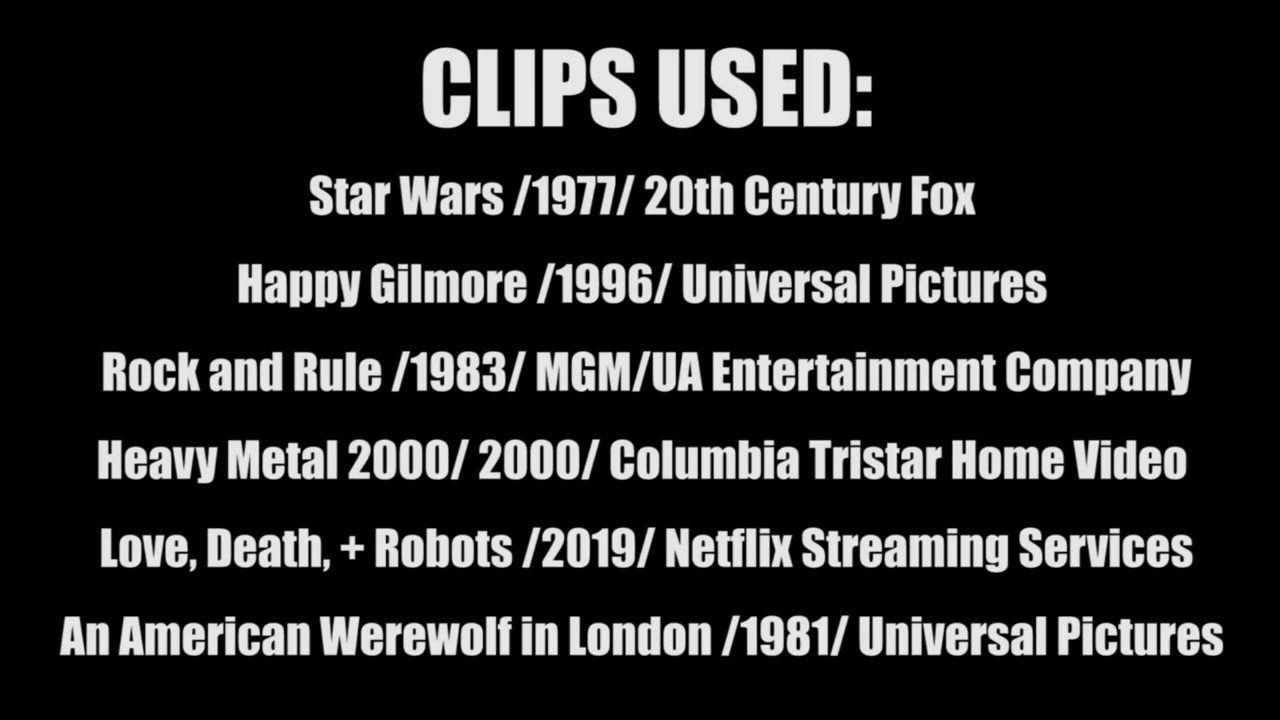 CLIPS USED:
Star Wars /1977/ 20th Century Fox
Happy Gilmore /1996/ Universal Pictures
Rock and Rule /1983/ MGM/UA Entertainment Company
Heavy Metal 2000/ 2000/ Columbia Tristar Home Video
Love, Death, + Robots /2019/ Netflix Streaming Services
An American Werewolf in London /1981/ Universal Pictures